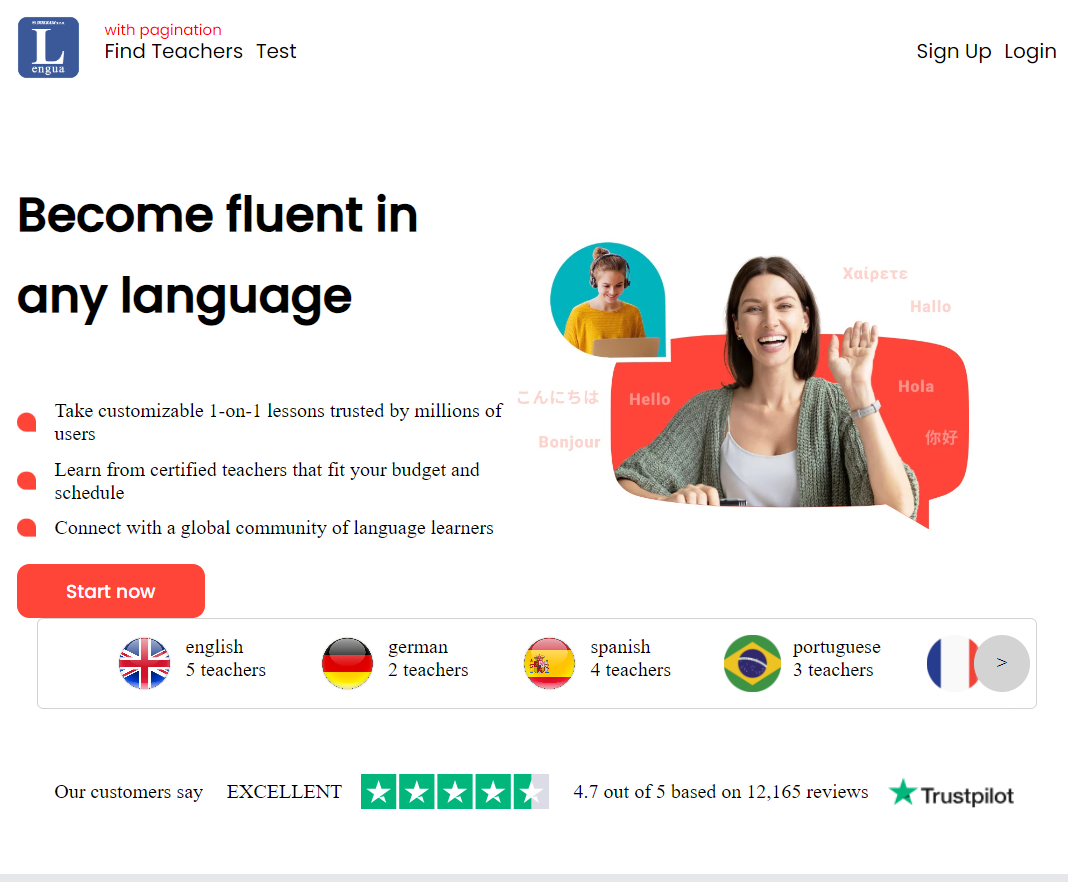 L
engua
with pagination
Find Teachers Test
Sign Up Login
Become fluent in
any language
Χαίρετε
Hallo
Hola
こんにちは
Hello
Bonjour
你好
Take customizable 1-on-1 lessons trusted by millions of
users
Learn from certified teachers that fit your budget and
schedule
Connect with a global community of language learners
Start now
english
5 teachers
german
2 teachers
spanish
4 teachers
portuguese
3 teachers
>
Our customers say EXCELLENT 4.7 out of 5 based on 12,165 reviews Trustpilot